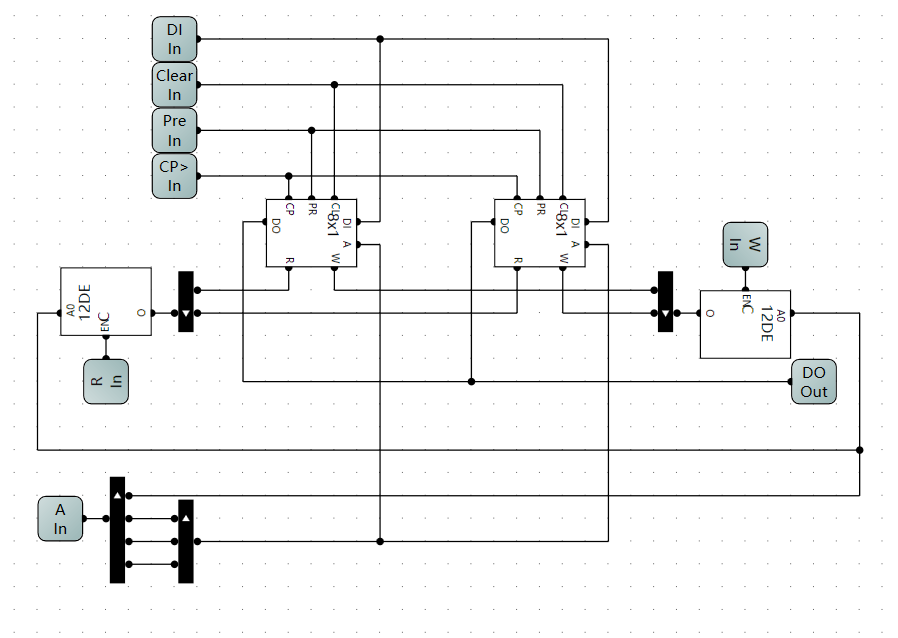 DI
In
Clear
In
Pre
In
CP>
In
CP
PR
CL
8x1
DI
DO
A
R
W
CP
PR
CL
8x1
DI
DO
A
R
W
W
In
A0
12DE
C
EN
O
O
EN
C
12DE
A0
R
In
DO
Out
A
In